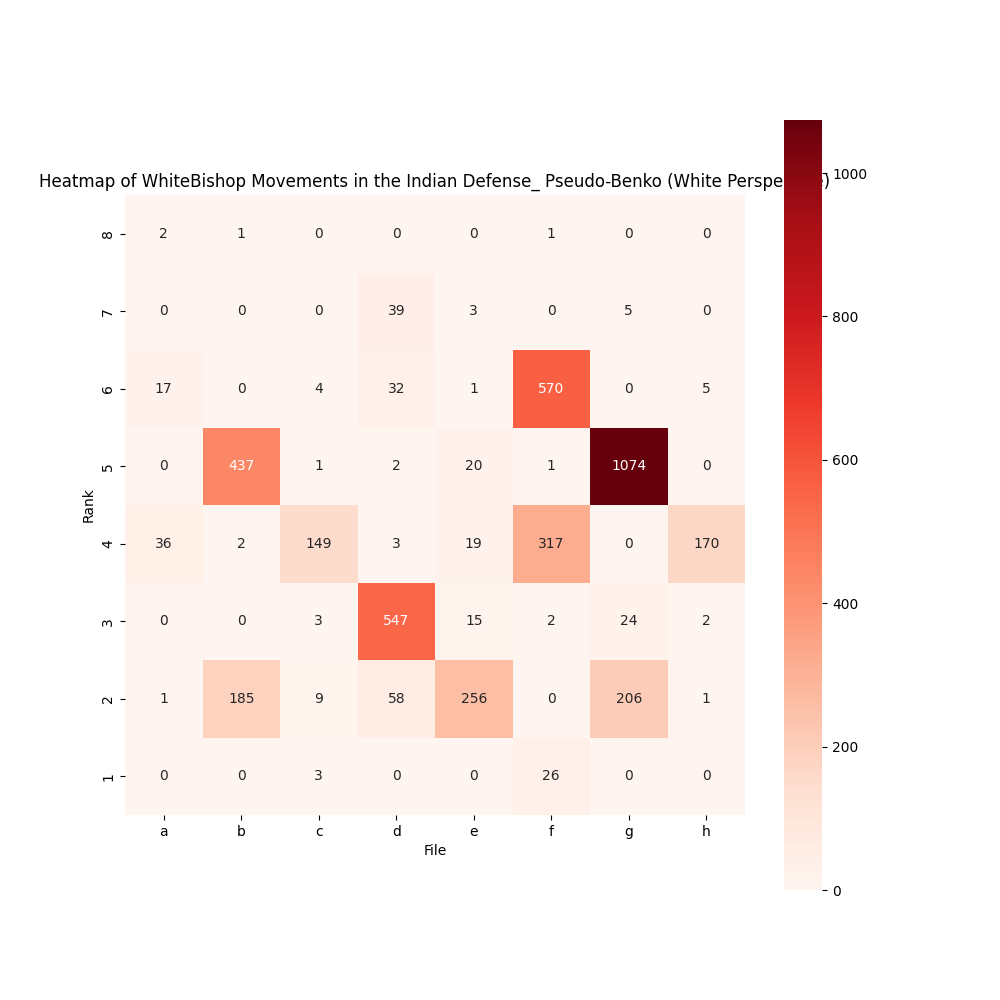 Heatmap of WhiteBishop Movements in the Indian Defense_ Pseudo-Benko (White
1000
8 2 1 0 0 0 1 0 0
7 0 0 0 39 3 0 5 0
800
6 17 0 4 32 1 570 0 5
5 0 437 1 2 20 1 1074 0
600
Rank
4 36 2 149 3 19 317 0 170
400
3 0 0 3 547 15 2 24 2
2 1 185 9 58 256 0 206 1
200
1 0 0 3 0 0 26 0 0
a b c d e f g h
File
0